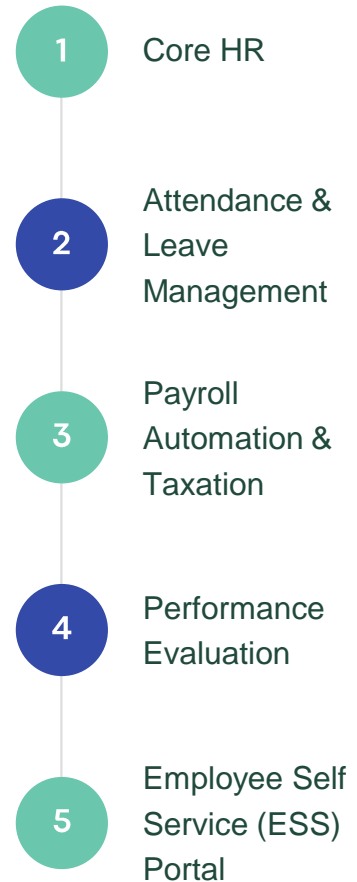 1
Core HR
2
Attendance &
Leave
Management
3
Payroll
Automation &
Taxation
4
Performance
Evaluation
5
Employee Self
Service (ESS)
Portal